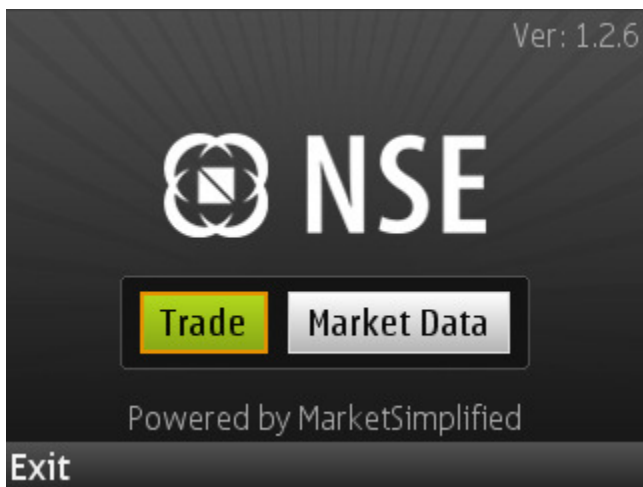 Ver: 1.2.6
NSE
Trade Market Data
Powered by MarketSimplified
Exit